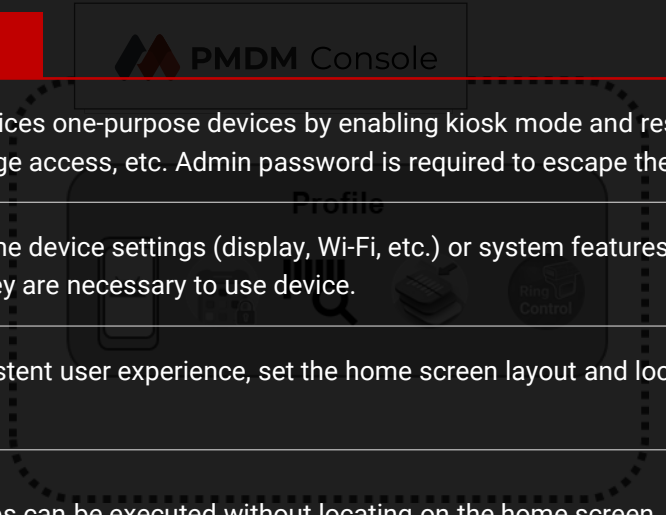 PMDM Console
ices one-purpose devices by enabling kiosk mode and res
ge access, etc. Admin password is required to escape the
Profile
ne device settings (display, Wi-Fi, etc.) or system features
ey are necessary to use device.
Ring
Control
stent user experience, set the home screen layout and loc
es can be executed without locating on the home screen.